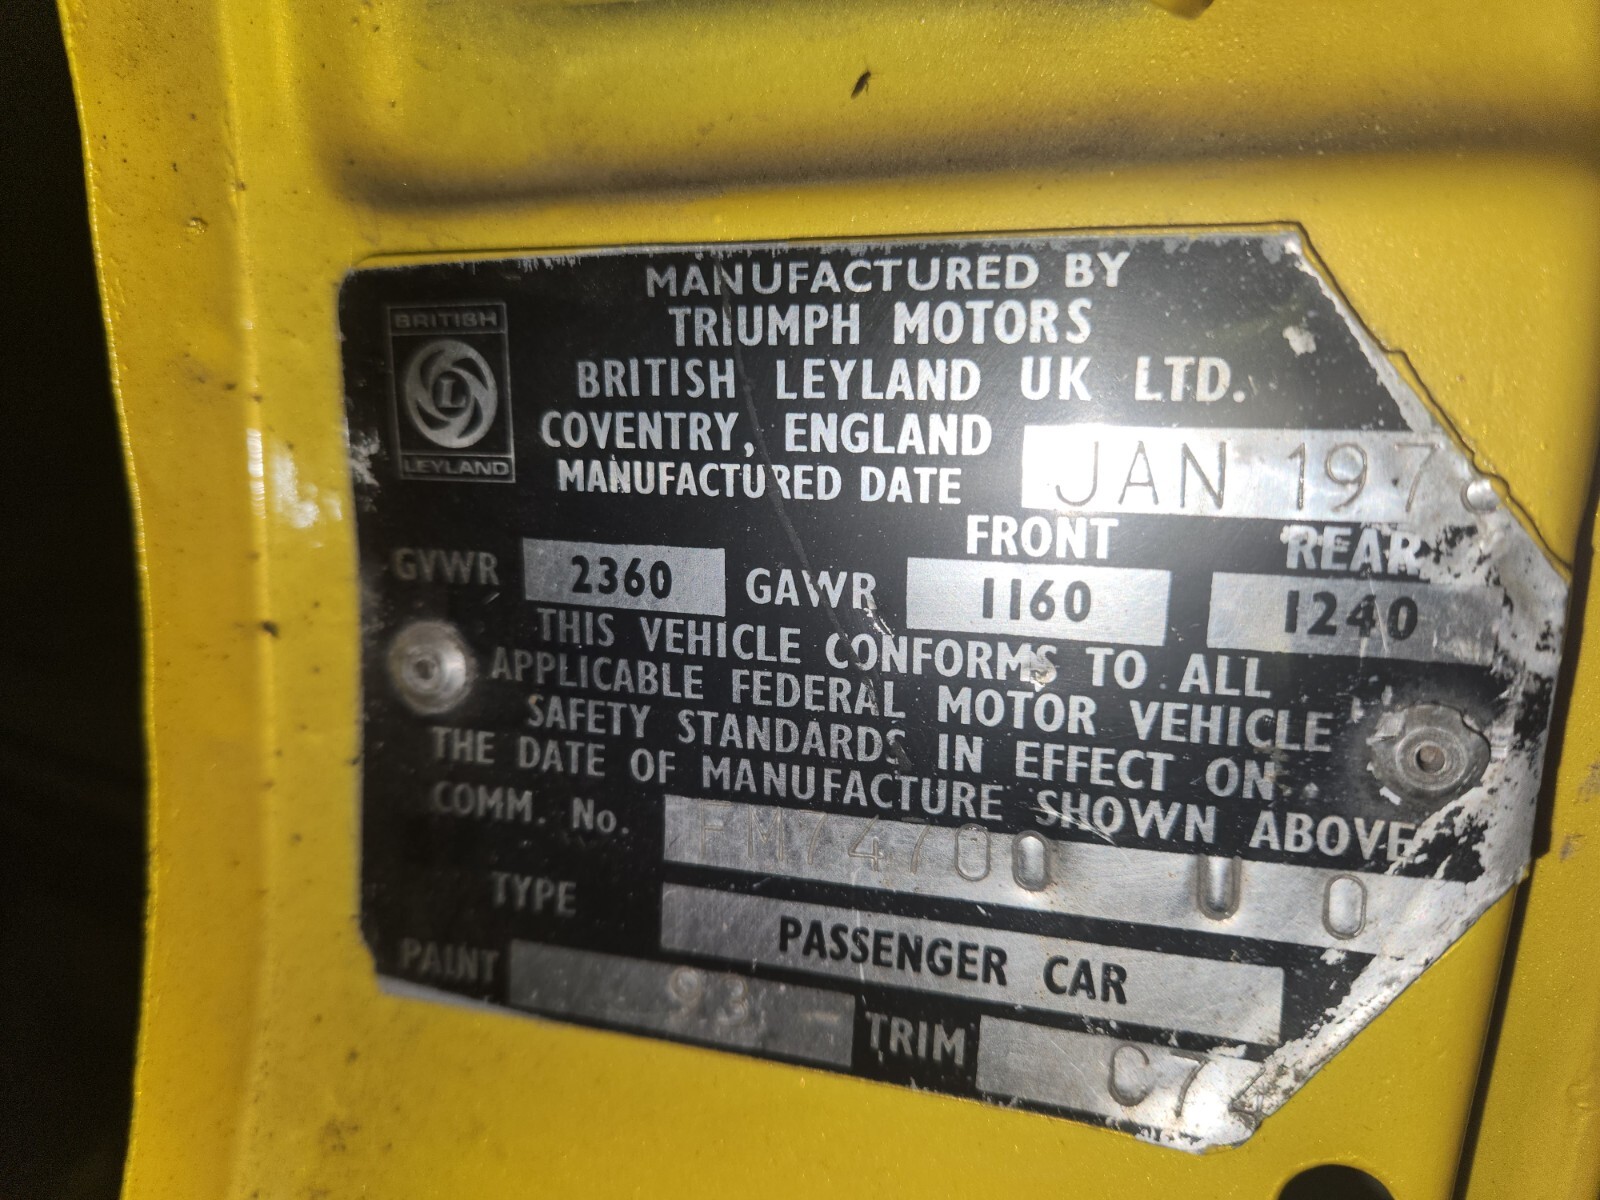 MANUFACTURED BY
TRIUMPH MOTORS
BRITISH LEYLAND UK LTD.
COVENTRY, ENGLAND
BRITISH
L
LEYLAND
MANUFACTURED DATE JAN 197
FRONT REAR
GVWR 2360 GAWR 1160 1240
THIS VEHICLE CONFORMS TO ALL
APPLICABLE FEDERAL MOTOR VEHICLE
SAFETY STANDARDS IN EFFECT ON
THE DATE OF MANUFACTURE SHOWN ABOVE
COMM. No. FM74700 U O
TYPE PASSENGER CAR
PAINT 93 TRIM